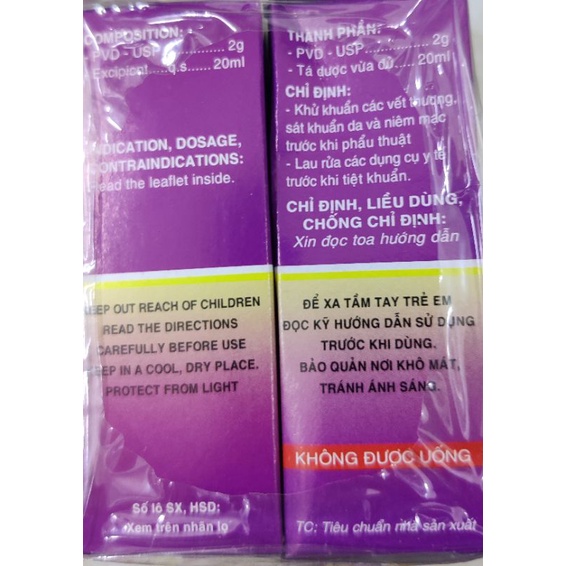 COMPOSITION:
- PVD - USP............ 2g
- Excipient.....q.s...... 20ml
INDICATION, DOSAGE,
CONTRAINDICATIONS:
Read the leaflet inside.
KEEP OUT REACH OF CHILDREN
READ THE DIRECTIONS
CAREFULLY BEFORE USE
KEEP IN A COOL, DRY PLACE.
PROTECT FROM LIGHT
Số lô SX, HSD:
Xem trên nhãn lọ
THÀNH PHẦN:
- PVD - USP............... 2g
- Tá dược vừa đủ..... 20ml
CHỈ ĐỊNH:
- Khử khuẩn các vết thương,
sát khuẩn da và niêm mạc
trước khi phẩu thuật
- Lau rửa các dụng cụ y tế
trước khi tiệt khuẩn.
CHỈ ĐỊNH, LIỀU DÙNG,
CHỐNG CHỈ ĐỊNH:
Xin đọc toa hướng dẫn
ĐỂ XA TẦM TAY TRẺ EM
ĐỌC KỸ HƯỚNG DẪN SỬ DỤNG
TRƯỚC KHI DÙNG.
BẢO QUẢN NƠI KHÔ MÁT,
TRÁNH ÁNH SÁNG.
KHÔNG ĐƯỢC UỐNG
TC: Tiêu chuẩn nhà sản xuất